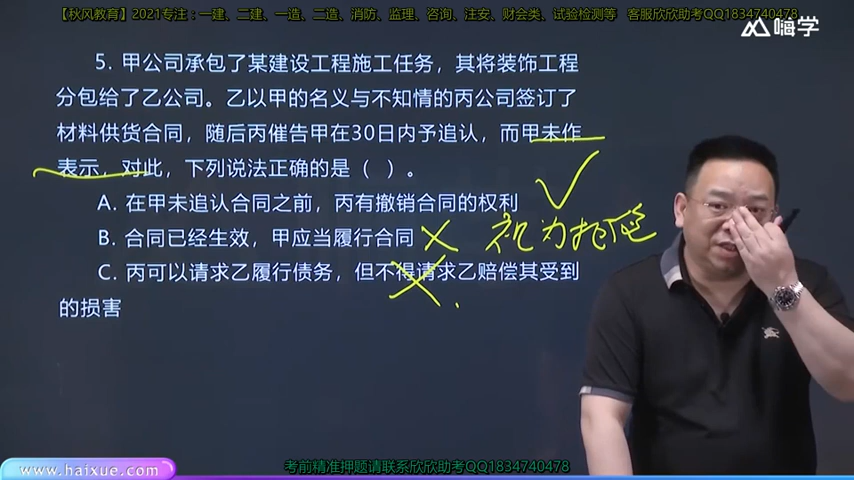 【秋风教育】2021专注：一建、二建、一造、二造、消防、监理、咨询、注安、财会类、试验检测等 客服欣欣助考QQ1834740478
嗨学
5. 甲公司承包了某建设工程施工任务，其将装饰工程
分包给了乙公司。乙以甲的名义与不知情的丙公司签订了
材料供货合同，随后丙催告甲在30日内予追认，而甲未作
表示，对此，下列说法正确的是（ ）。
A. 在甲未追认合同之前，丙有撤销合同的权利
B. 合同已经生效，甲应当履行合同
视为拒绝
C. 丙可以请求乙履行债务，但不得请求乙赔偿其受到
的损害
www.haixue.com
考前精准押题请联系欣欣助考QQ1834740478